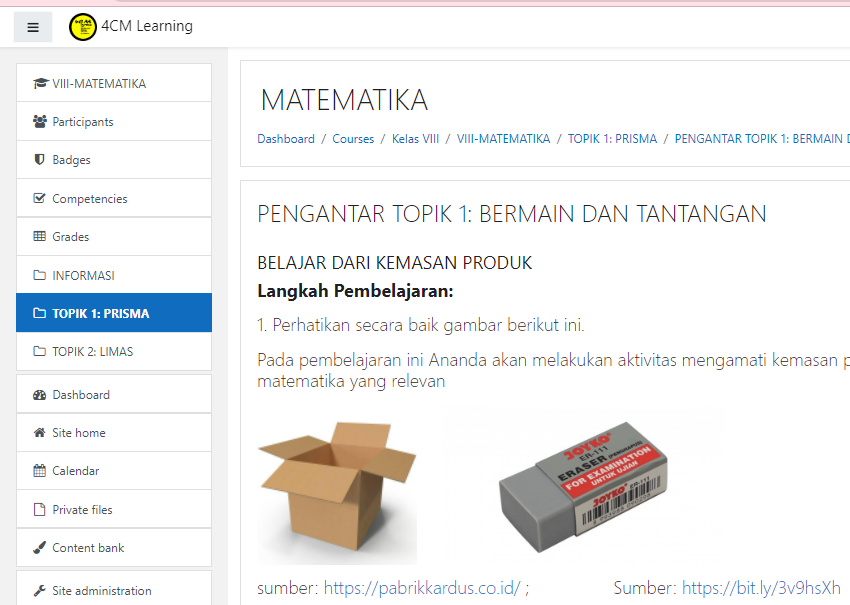 4CM Learning
VIII-MATEMATIKA
Participants
Badges
Competencies
Grades
INFORMASI
TOPIK 1: PRISMA
TOPIK 2: LIMAS
Dashboard
Site home
Calendar
Private files
Content bank
Site administration
MATEMATIKA
Dashboard / Courses / Kelas VIII / VIII-MATEMATIKA / TOPIK 1: PRISMA / PENGANTAR TOPIK 1: BERMAIN
PENGANTAR TOPIK 1: BERMAIN DAN TANTANGAN
BELAJAR DARI KEMASAN PRODUK
Langkah Pembelajaran:
1. Perhatikan secara baik gambar berikut ini.
Pada pembelajaran ini Ananda akan melakukan aktivitas mengamati kemasan
matematika yang relevan
JOYKO
ER-111
ERASER (PENGHAPUS)
FOR EXAMINATION
UNTUK UJIAN
JOYKO ER-111
sumber: https://pabrikkardus.co.id/ ;
Sumber: https://bit.ly/3v9hsXh